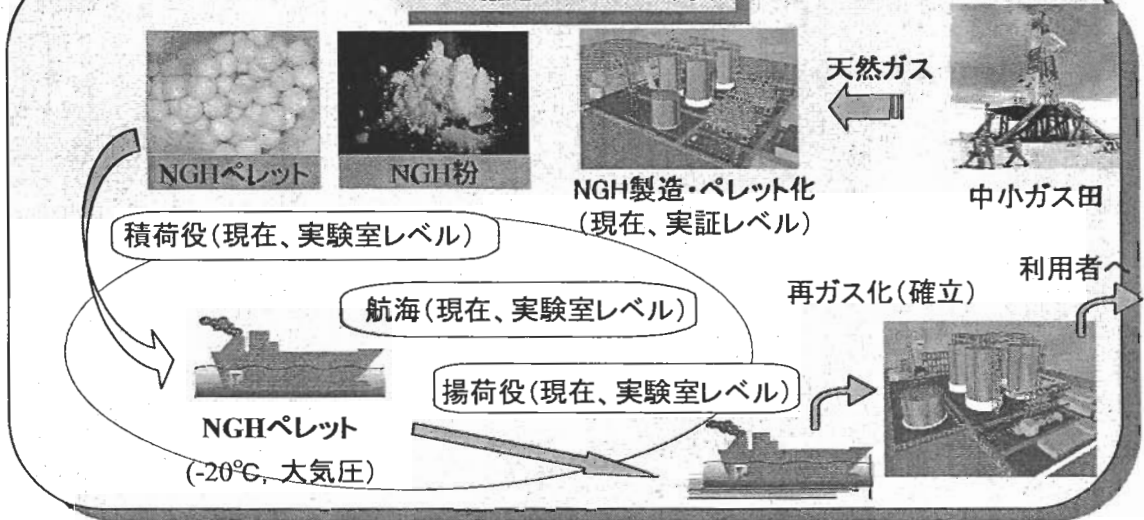 天然ガス
NGHペレット
NGH粉
NGH製造・ペレット化
(現在、実証レベル)
中小ガス田
積荷役(現在、実験室レベル)
利用者へ
再ガス化(確立)
航海(現在、実験室レベル)
揚荷役(現在、実験室レベル)
NGHペレット
(-20℃, 大気圧)